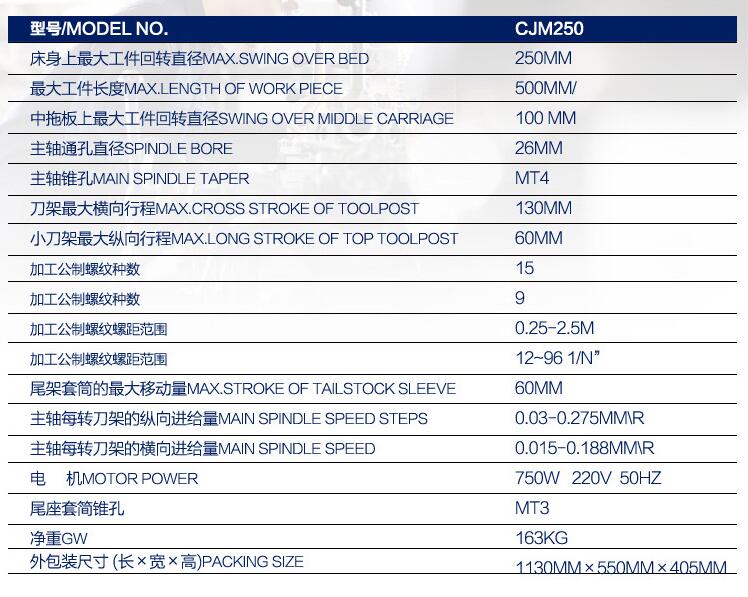 型号/MODEL NO. CJM250
床身上最大工件回转直径MAX.SWING OVER BED 250MM
最大工件长度MAX.LENGTH OF WORK PIECE 500MM/
中拖板上最大工件回转直径SWING OVER MIDDLE CARRIAGE 100 MM
主轴通孔直径SPINDLE BORE 26MM
主轴锥孔MAIN SPINDLE TAPER MT4
刀架最大横向行程MAX.CROSS STROKE OF TOOLPOST 130MM
小刀架最大纵向行程MAX.LONG STROKE OF TOP TOOLPOST 60MM
加工公制螺纹种数 15
加工公制螺纹种数 9
加工公制螺纹螺距范围 0.25-2.5M
加工公制螺纹螺距范围 12~96 1/N”
尾架套筒的最大移动量MAX.STROKE OF TAILSTOCK SLEEVE 60MM
主轴每转刀架的纵向进给量MAIN SPINDLE SPEED STEPS 0.03-0.275MM\R
主轴每转刀架的横向进给量MAIN SPINDLE SPEED 0.015-0.188MM\R
电 机MOTOR POWER 750W 220V 50HZ
尾座套筒锥孔 MT3
净重GW 163KG
外包装尺寸 (长×宽×高)PACKING SIZE 1130MM×550MM×405MM